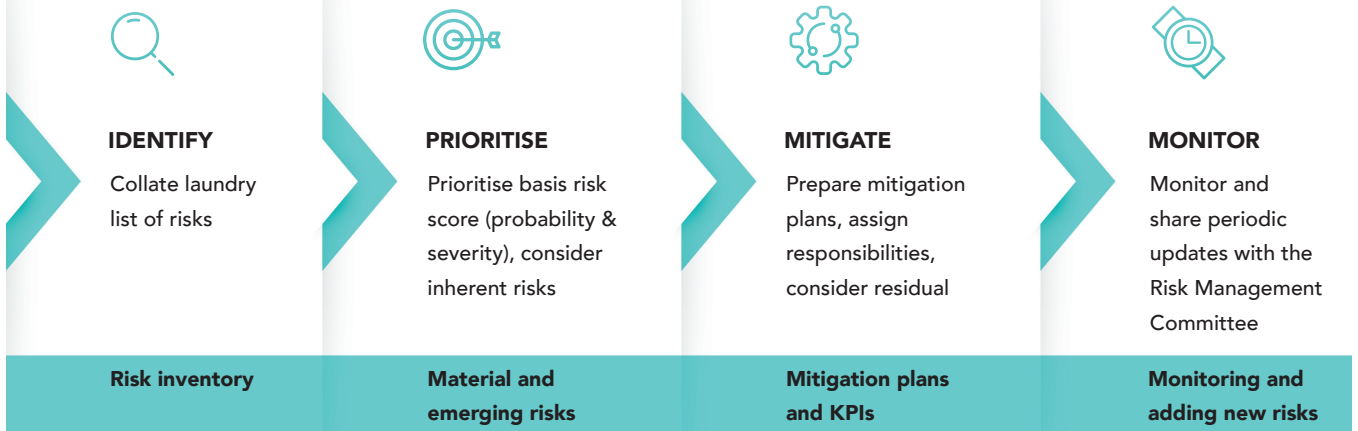 IDENTIFY
Collate laundry
list of risks
Risk inventory
PRIORITISE
Prioritise basis risk
score (probability &
severity), consider
inherent risks
Material and
emerging risks
MITIGATE
Prepare mitigation
plans, assign
responsibilities,
consider residual
Mitigation plans
and KPIs
MONITOR
Monitor and
share periodic
updates with the
Risk Management
Committee
Monitoring and
adding new risks